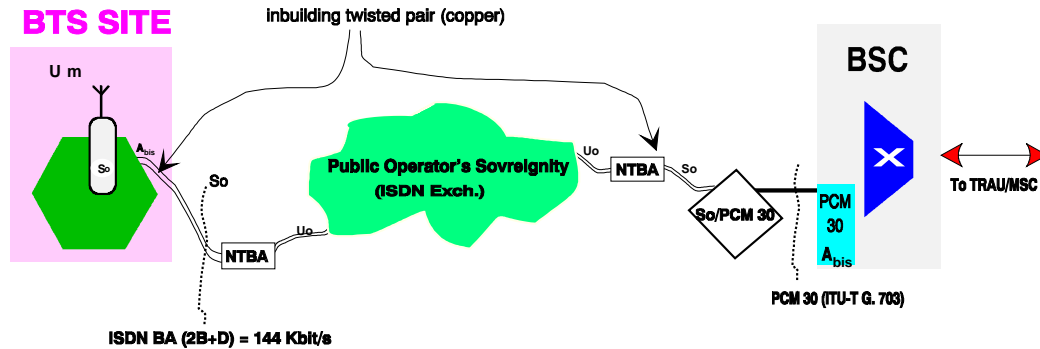 BTS SITE
inbuilding twisted pair (copper)
U m
Abis
So
So
NTBA
Uo
Public Operator's Sovreignity
(ISDN Exch.)
Uo
NTBA
So
So/PCM 30
BSC
X
PCM
30
Abis
To TRAU/MSC
PCM 30 (ITU-T G. 703)
ISDN BA (2B+D) = 144 Kbit/s